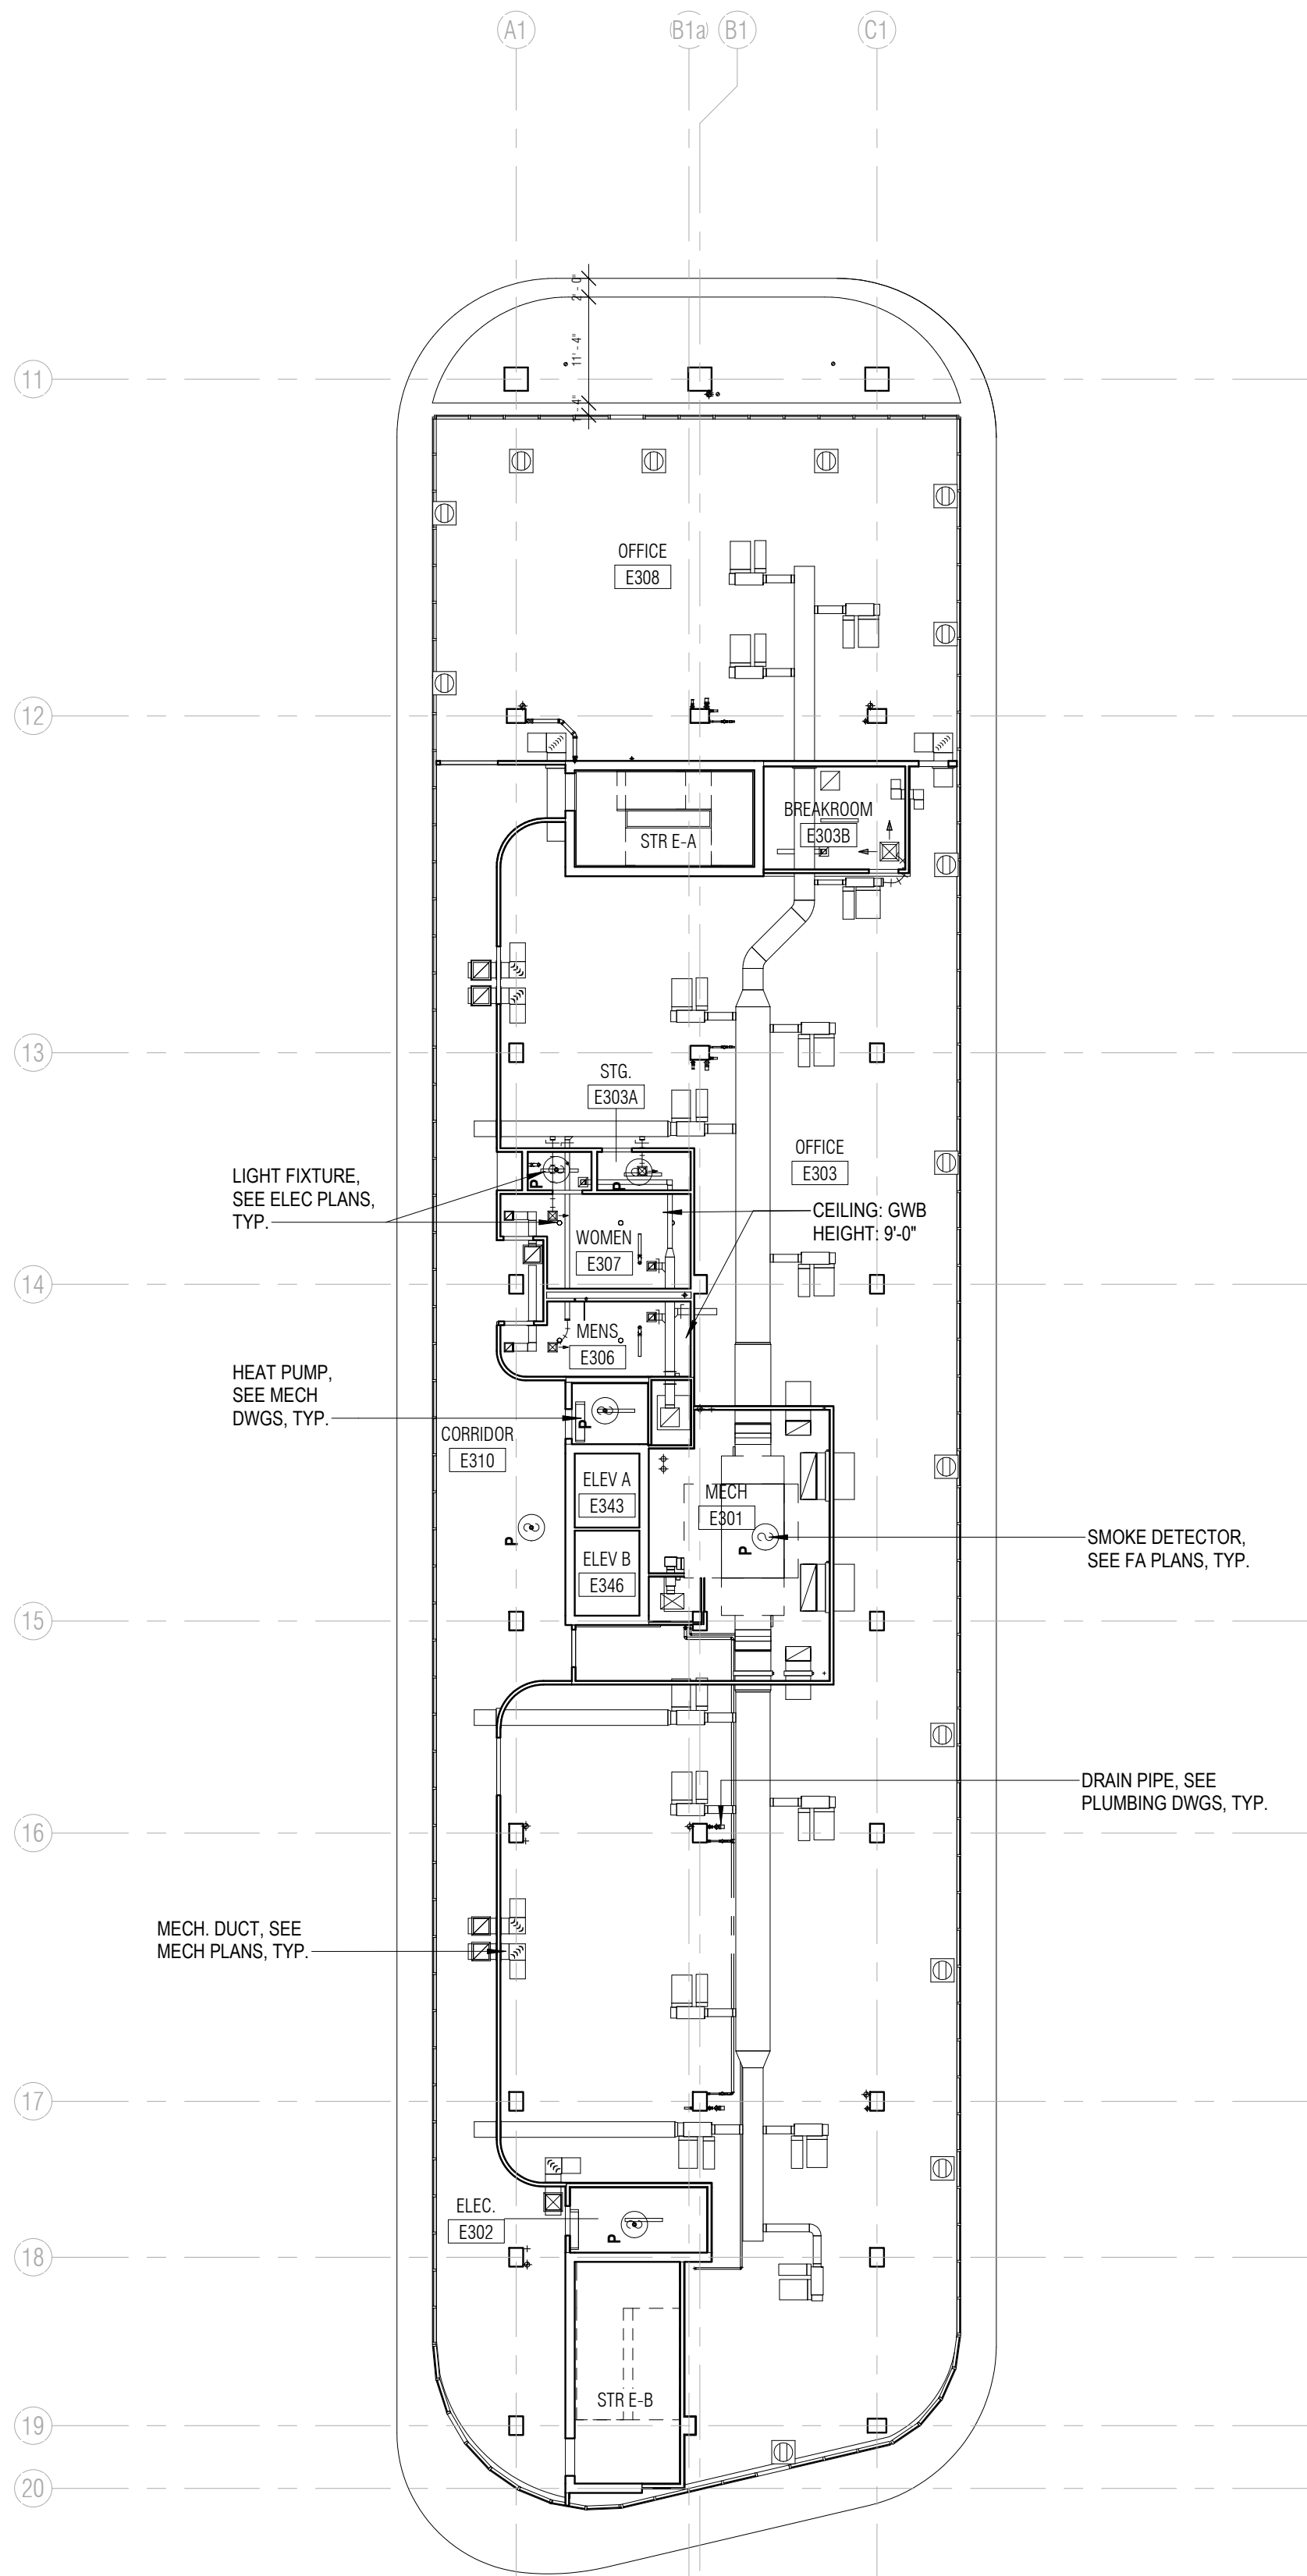 A1
B1a
B1
C1
2' - 0"
11' - 4"
11
1' - 4"
OFFICE
E308
12
BREAKROOM
E303B
STR E-A
13
STG.
E303A
OFFICE
E303
LIGHT FIXTURE,
SEE ELEC PLANS,
TYP.
P
P
CEILING: GWB
HEIGHT: 9'-0"
WOMEN
E307
14
MENS
E306
HEAT PUMP,
SEE MECH
DWGS, TYP.
P
CORRIDOR
E310
ELEV A
E343
MECH
E301
P
P
SMOKE DETECTOR,
SEE FA PLANS, TYP.
ELEV B
E346
15
DRAIN PIPE, SEE
PLUMBING DWGS, TYP.
16
MECH. DUCT, SEE
MECH PLANS, TYP.
17
ELEC.
E302
P
18
STR E-B
19
20